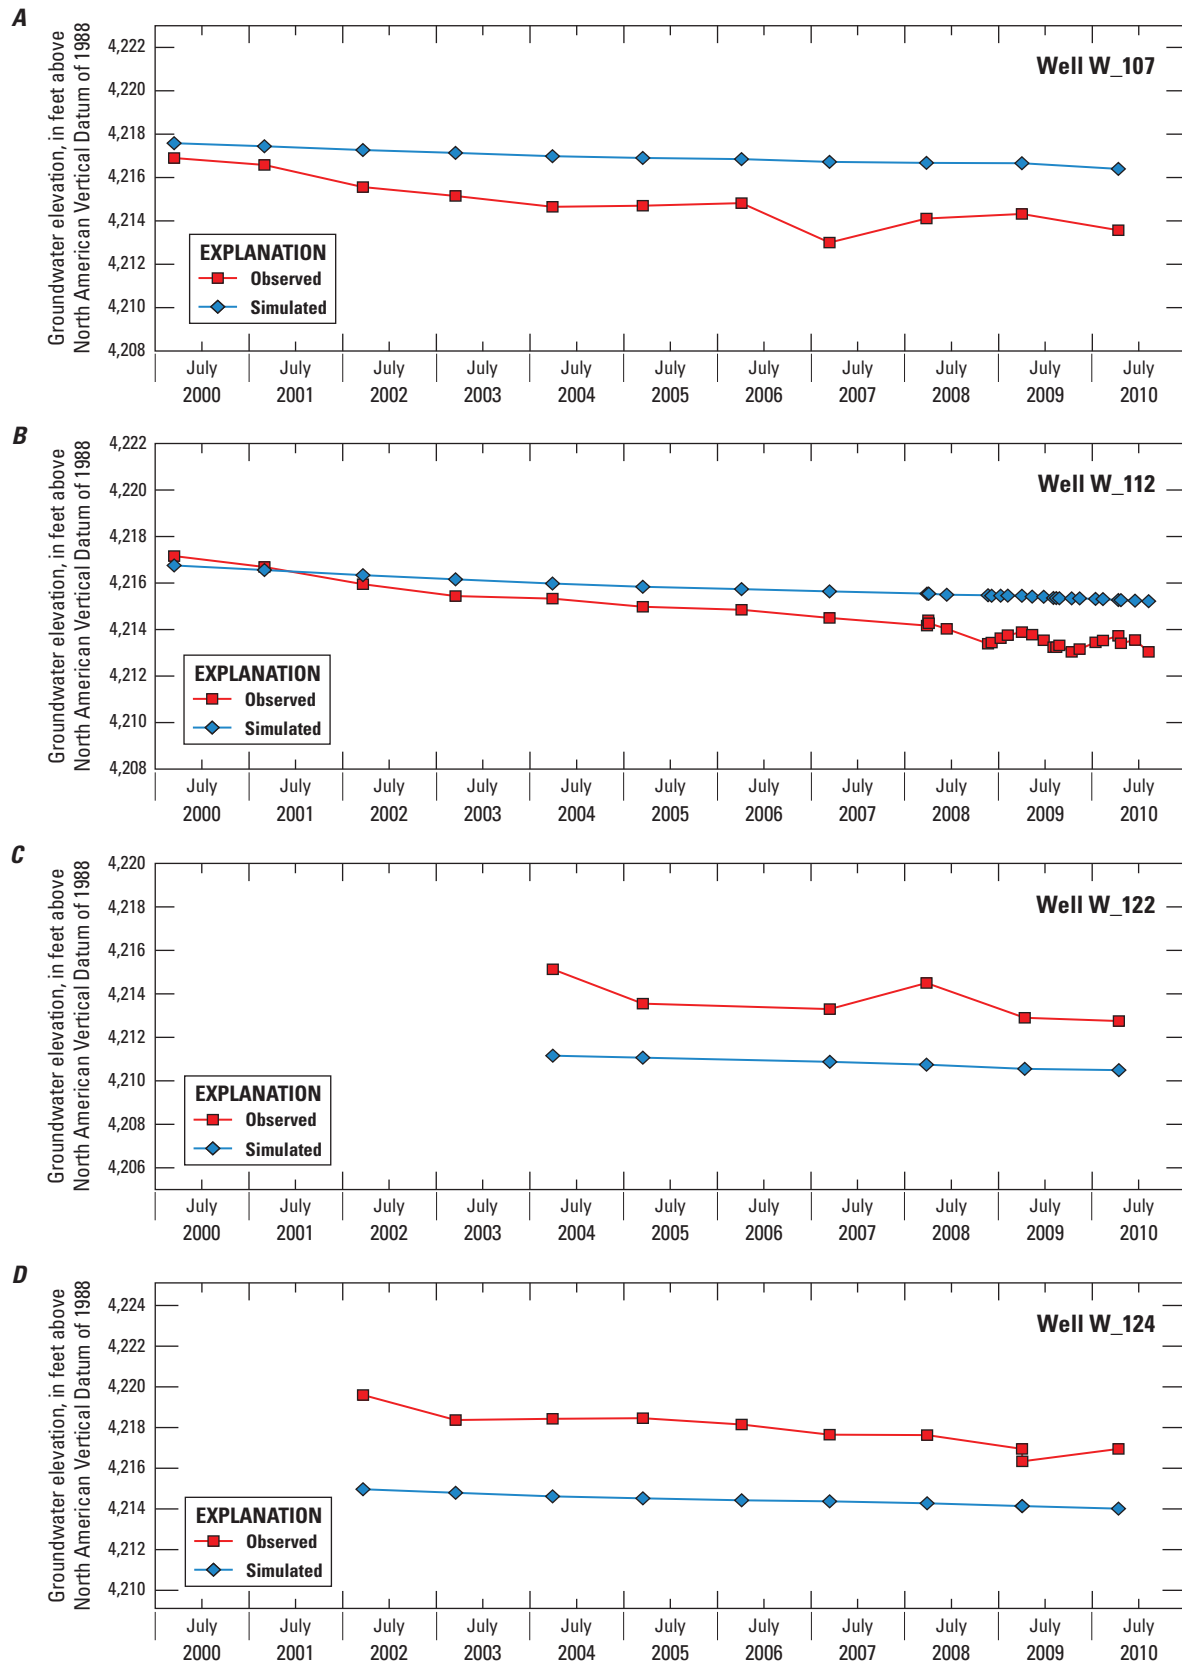 A
Groundwater elevation, in feet above
North American Vertical Datum of 1988
4,222
4,220
4,218
4,216
4,214
4,212
4,210
4,208
Well W_107
EXPLANATION
Observed
Simulated
July July July July July July July July July July July
2000 2001 2002 2003 2004 2005 2006 2007 2008 2009 2010
B
Groundwater elevation, in feet above
North American Vertical Datum of 1988
4,222
4,220
4,218
4,216
4,214
4,212
4,210
4,208
Well W_112
EXPLANATION
Observed
Simulated
July July July July July July July July July July July
2000 2001 2002 2003 2004 2005 2006 2007 2008 2009 2010
C
Groundwater elevation, in feet above
North American Vertical Datum of 1988
4,220
4,218
4,216
4,214
4,212
4,210
4,208
4,206
Well W_122
EXPLANATION
Observed
Simulated
July July July July July July July July July July July
2000 2001 2002 2003 2004 2005 2006 2007 2008 2009 2010
D
Groundwater elevation, in feet above
North American Vertical Datum of 1988
4,224
4,222
4,220
4,218
4,216
4,214
4,212
4,210
Well W_124
EXPLANATION
Observed
Simulated
July July July July July July July July July July July
2000 2001 2002 2003 2004 2005 2006 2007 2008 2009 2010